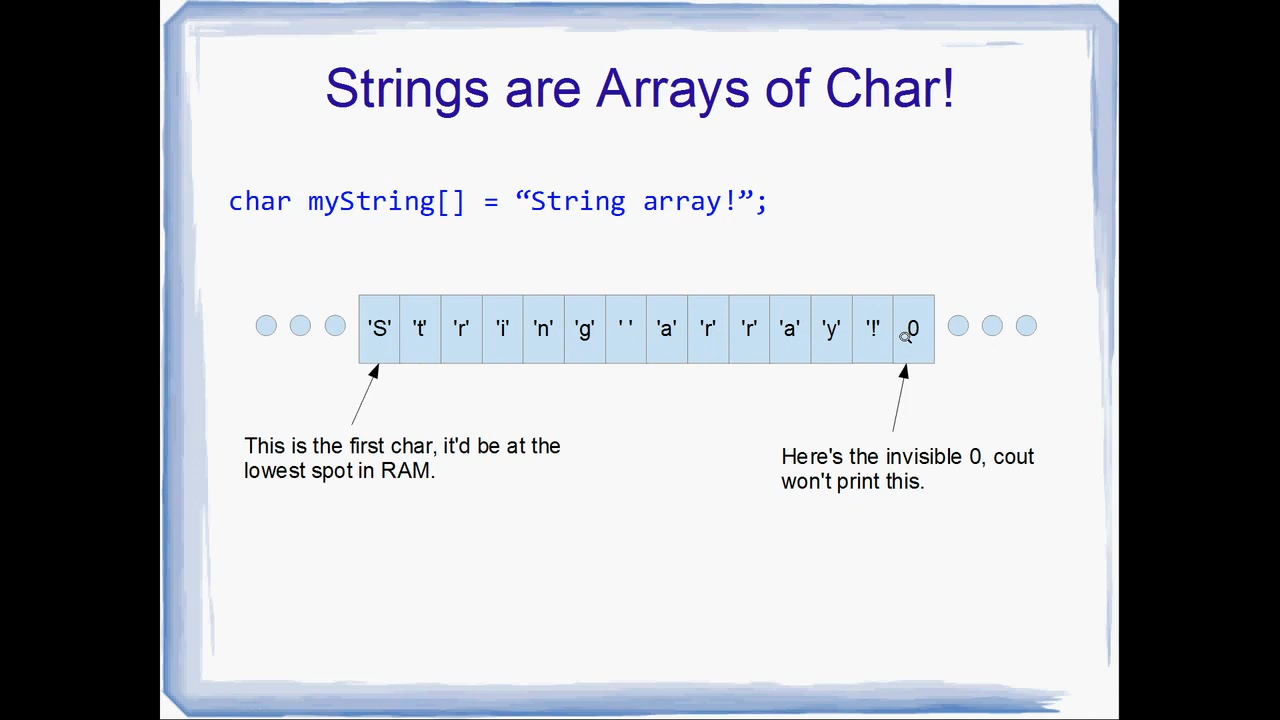 Strings are Arrays of Char!
char myString[] = “String array!”;
'S' 't' 'r' 'i' 'n' 'g' ' ' 'a' 'r' 'r' 'a' 'y' '!' 0
This is the first char, it'd be at the
lowest spot in RAM.
Here's the invisible 0, cout
won't print this.